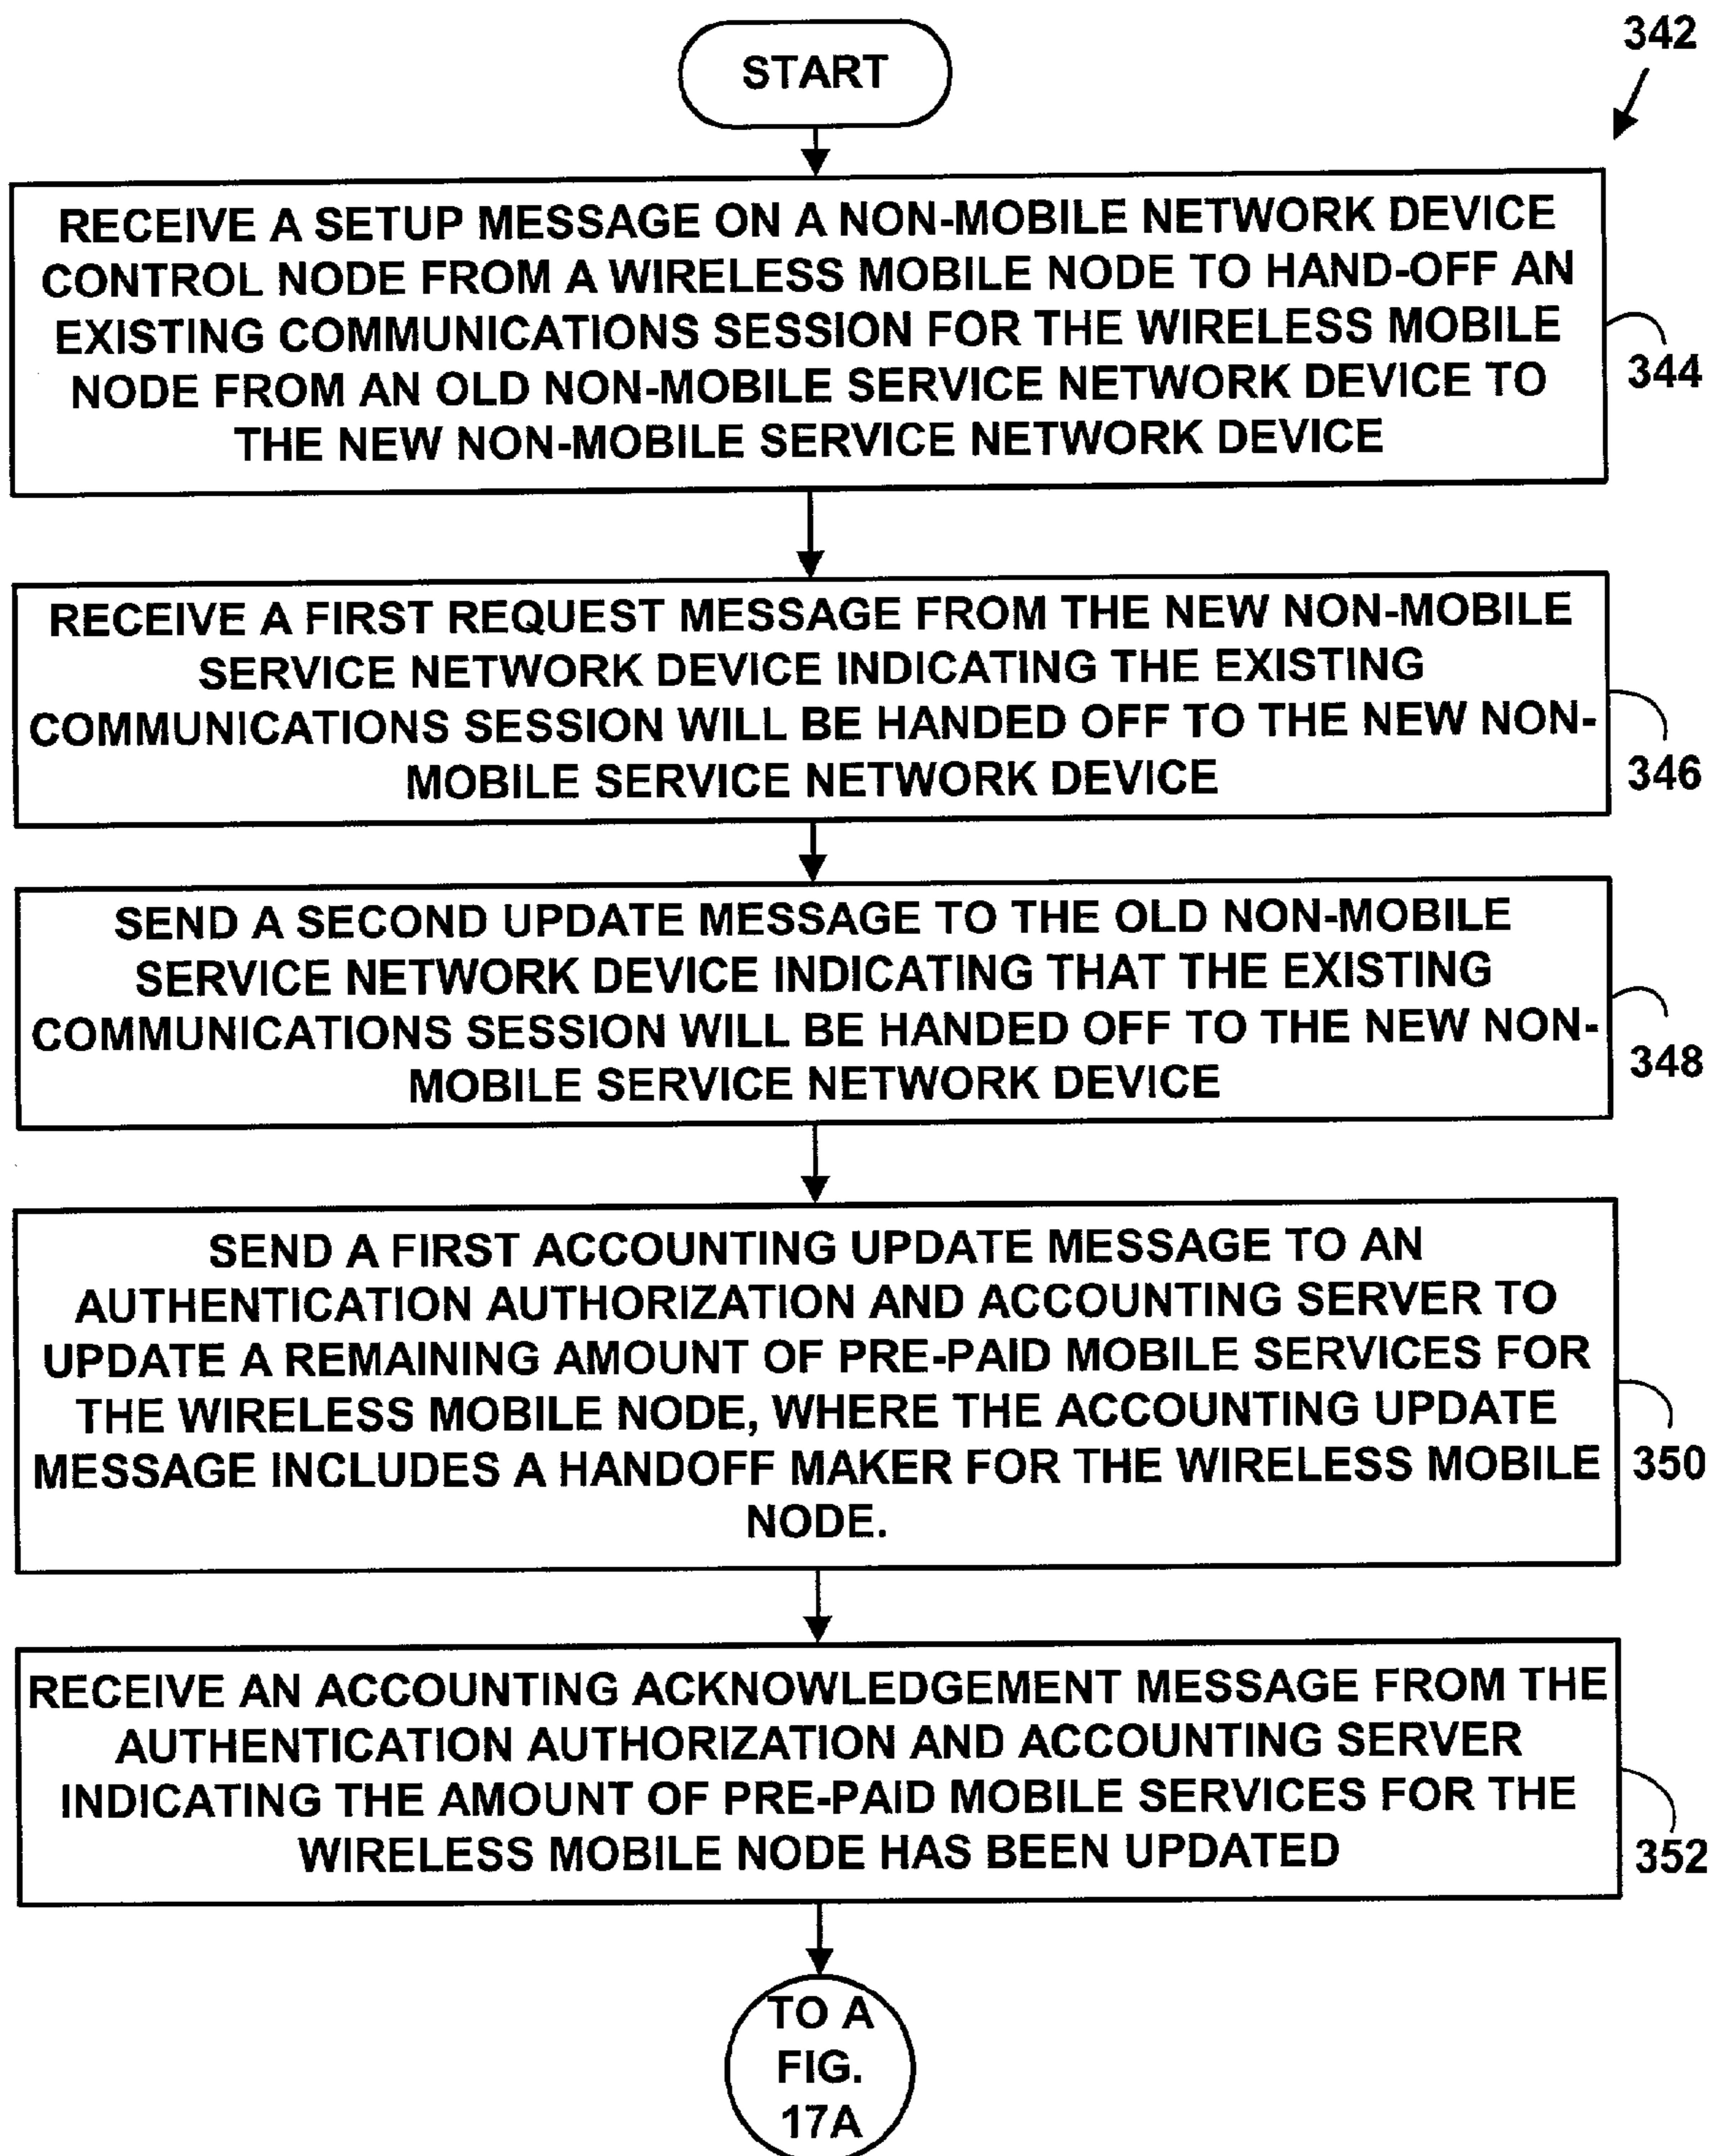 342
START
RECEIVE A SETUP MESSAGE ON A NON-MOBILE NETWORK DEVICE
CONTROL NODE FROM A WIRELESS MOBILE NODE TO HAND-OFF AN
EXISTING COMMUNICATIONS SESSION FOR THE WIRELESS MOBILE
NODE FROM AN OLD NON-MOBILE SERVICE NETWORK DEVICE TO
THE NEW NON-MOBILE SERVICE NETWORK DEVICE
344
RECEIVE A FIRST REQUEST MESSAGE FROM THE NEW NON-MOBILE
SERVICE NETWORK DEVICE INDICATING THE EXISTING
COMMUNICATIONS SESSION WILL BE HANDED OFF TO THE NEW NON-
MOBILE SERVICE NETWORK DEVICE
346
SEND A SECOND UPDATE MESSAGE TO THE OLD NON-MOBILE
SERVICE NETWORK DEVICE INDICATING THAT THE EXISTING
COMMUNICATIONS SESSION WILL BE HANDED OFF TO THE NEW NON-
MOBILE SERVICE NETWORK DEVICE
348
SEND A FIRST ACCOUNTING UPDATE MESSAGE TO AN
AUTHENTICATION AUTHORIZATION AND ACCOUNTING SERVER TO
UPDATE A REMAINING AMOUNT OF PRE-PAID MOBILE SERVICES FOR
THE WIRELESS MOBILE NODE, WHERE THE ACCOUNTING UPDATE
MESSAGE INCLUDES A HANDOFF MAKER FOR THE WIRELESS MOBILE
NODE.
350
RECEIVE AN ACCOUNTING ACKNOWLEDGEMENT MESSAGE FROM THE
AUTHENTICATION AUTHORIZATION AND ACCOUNTING SERVER
INDICATING THE AMOUNT OF PRE-PAID MOBILE SERVICES FOR THE
WIRELESS MOBILE NODE HAS BEEN UPDATED
352
TO A
FIG.
17A